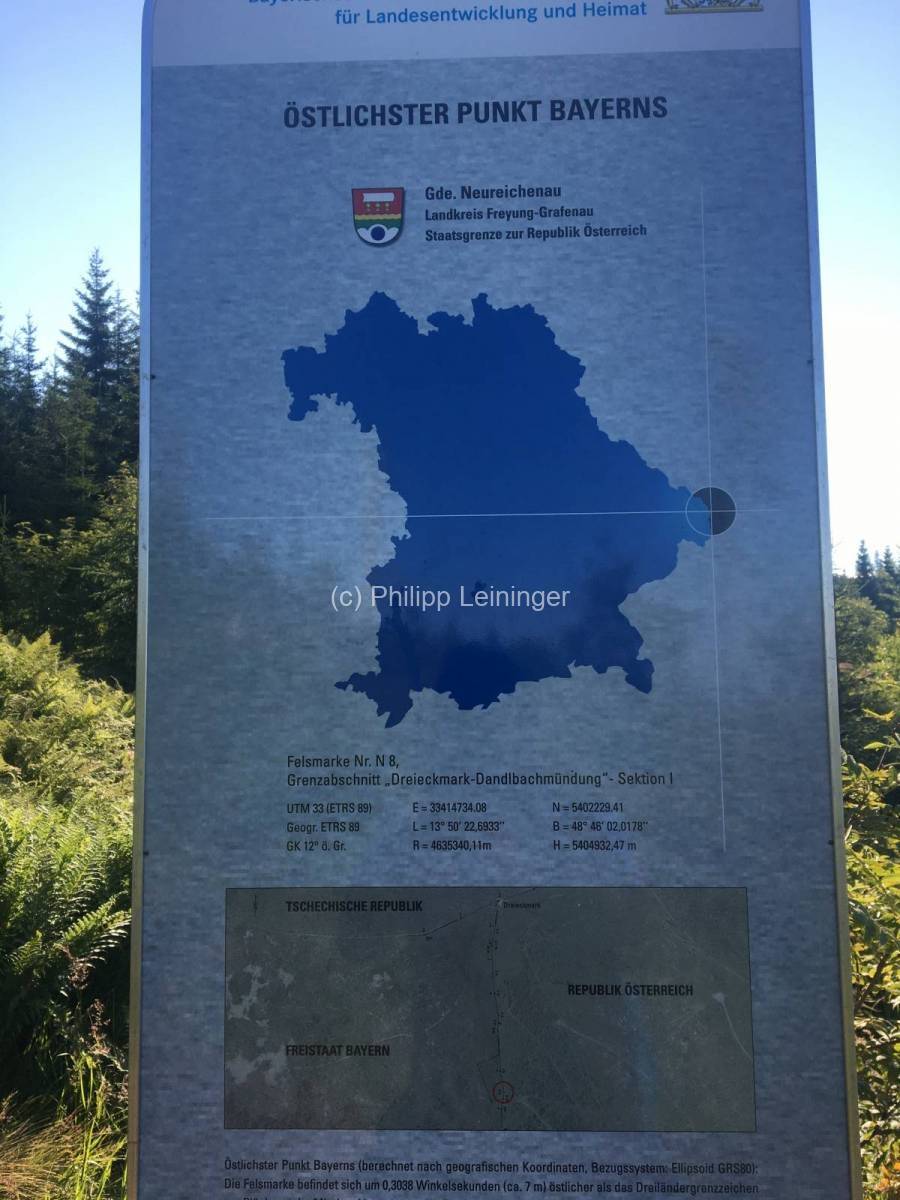 für Landesentwicklung und Heimat
ÖSTLICHSTER PUNKT BAYERNS
Gde. Neureichenau
Landkreis Freyung-Grafenau
Staatsgrenze zur Republik Österreich
(c) Philipp Leininger
Felsmarke Nr. N 8,
Grenzabschnitt „Dreieckmark-Dandlbachmündung“- Sektion I
UTM 33 (ETRS 89) E = 33414734.08 N = 5402229.41
Geogr. ETRS 89 L = 13° 50' 22,6933'' B = 48° 46' 02,0178''
GK 12° ö. Gr. R = 4635340,11m H = 5404932,47 m
TSCHECHISCHE REPUBLIK
Dreieckmark
REPUBLIK ÖSTERREICH
FREISTAAT BAYERN
Östlichster Punkt Bayerns (berechnet nach geografischen Koordinaten, Bezugssystem: Ellipsoid GRS80):
Die Felsmarke befindet sich um 0,3038 Winkelsekunden (ca. 7 m) östlicher als das Dreiländergrenzzeichen